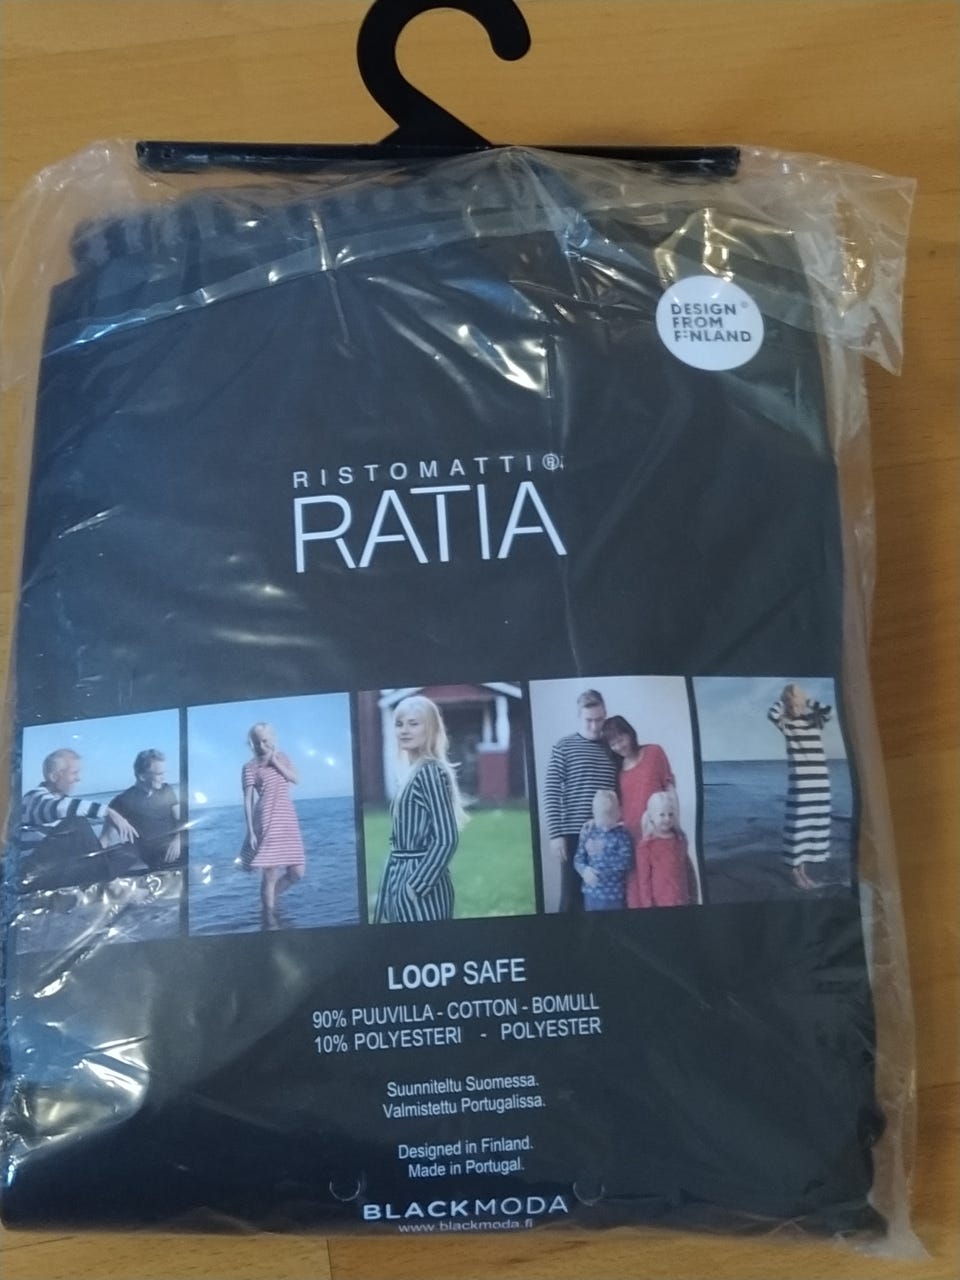 DESIGN ®
FROM
FINLAND
RISTOMATTI®
RATIA
LOOP SAFE
90% PUUVILLA - COTTON - BOMULL
10% POLYESTERI - POLYESTER
Suunniteltu Suomessa.
Valmistettu Portugalissa.
Designed in Finland.
Made in Portugal.
BLACKMODA
www.blackmoda.fi